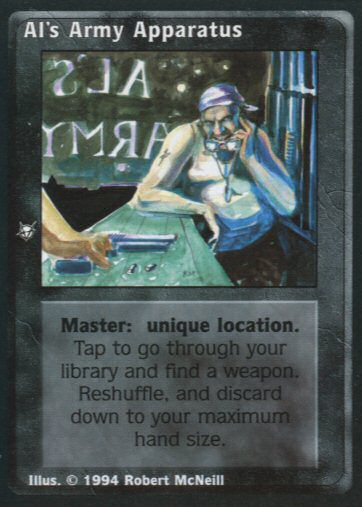 Al's Army Apparatus
AL'S
ARMY
Master: unique location.
Tap to go through your
library and find a weapon.
Reshuffle, and discard
down to your maximum
hand size.
Illus. © 1994 Robert McNeill